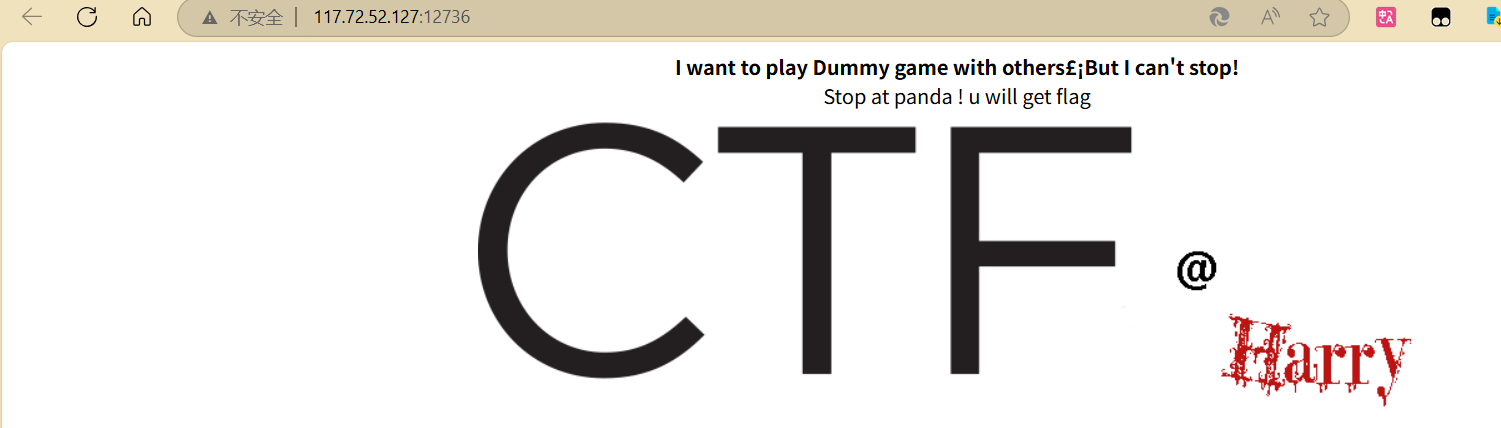 不安全 | 117.72.52.127:12736
I want to play Dummy game with others£¡But I can't stop!
Stop at panda ! u will get flag
CTF
@
Harry